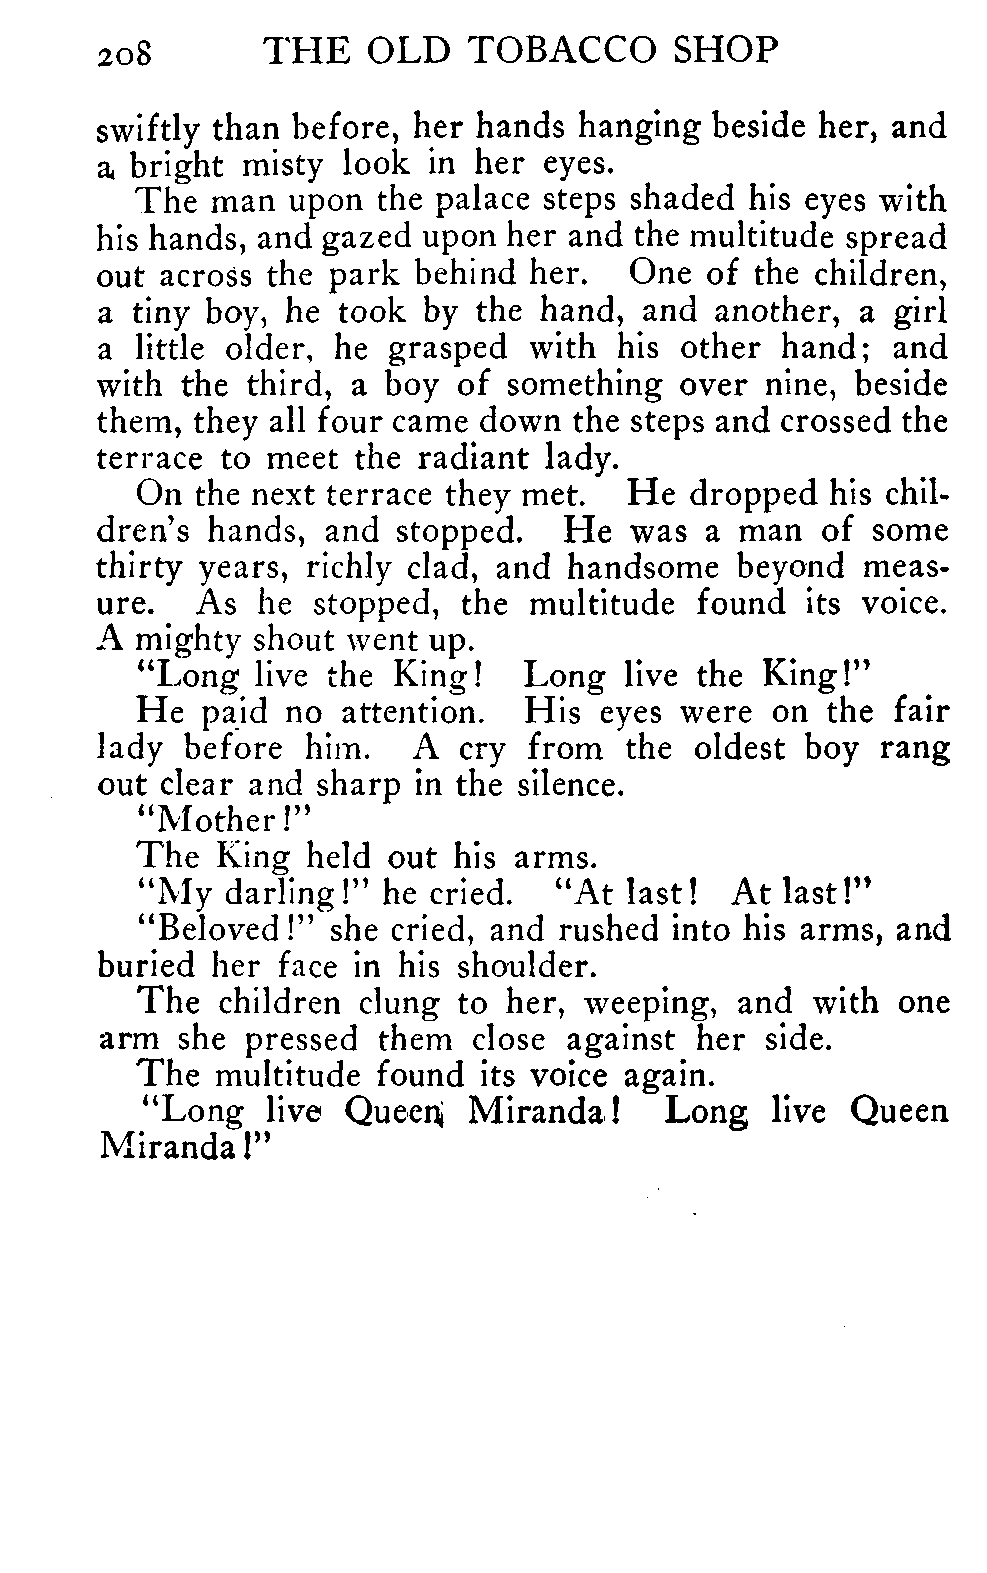 208 THE OLD TOBACCO SHOP
swiftly than before, her hands hanging beside her, and
a bright misty look in her eyes.
The man upon the palace steps shaded his eyes with
his hands, and gazed upon her and the multitude spread
out across the park behind her. One of the children,
a tiny boy, he took by the hand, and another, a girl
a little older, he grasped with his other hand; and
with the third, a boy of something over nine, beside
them, they all four came down the steps and crossed the
terrace to meet the radiant lady.
On the next terrace they met. He dropped his chil-
dren's hands, and stopped. He was a man of some
thirty years, richly clad, and handsome beyond meas-
ure. As he stopped, the multitude found its voice.
A mighty shout went up.
"Long live the King! Long live the King!"
He paid no attention. His eyes were on the fair
lady before him. A cry from the oldest boy rang
out clear and sharp in the silence.
"Mother!"
The King held out his arms.
"My darling!" he cried. "At last! At last!"
"Beloved!" she cried, and rushed into his arms, and
buried her face in his shoulder.
The children clung to her, weeping, and with one
arm she pressed them close against her side.
The multitude found its voice again.
"Long live Queen Miranda! Long live Queen
Miranda!"